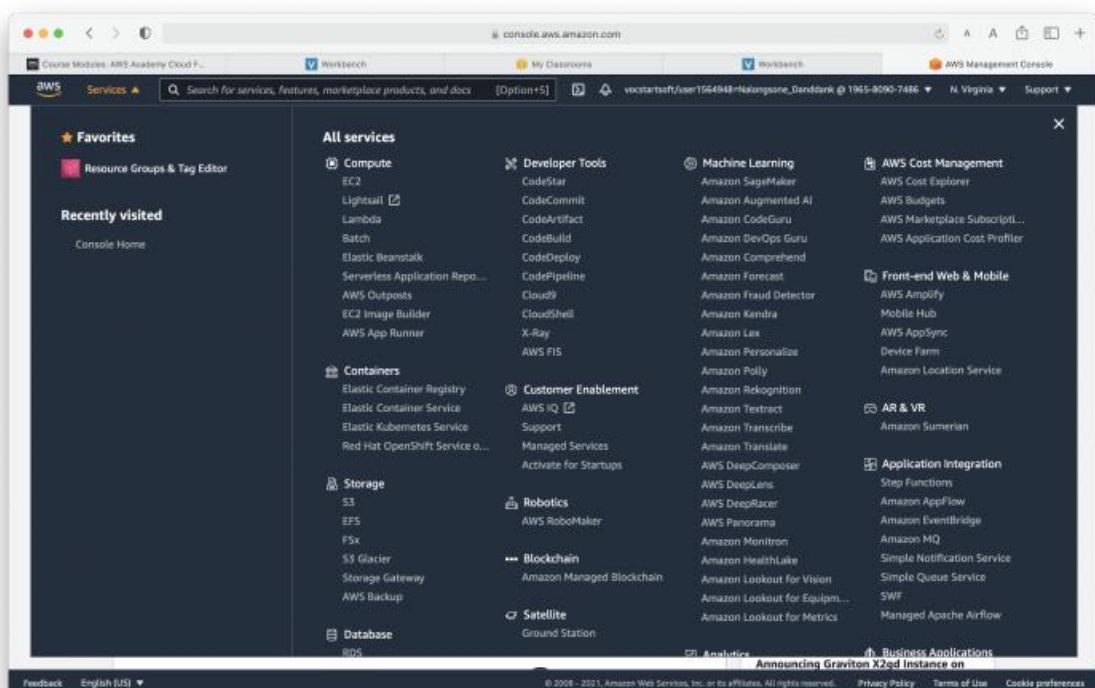 console.aws.amazon.com
Course Modules: AWS Academy Cloud F...
Workbench
My Classrooms
Workbench
AWS Management Console
aws
Services
Search for services, features, marketplace products, and docs
[Option+S]
vocstartsoft/user1564948=Nalongsone_Danddank @ 1965-8090-7486
N. Virginia
Support
Favorites
Resource Groups & Tag Editor
Recently visited
Console Home
All services
Compute
EC2
Lightsail
Lambda
Batch
Elastic Beanstalk
Serverless Application Repo...
AWS Outposts
EC2 Image Builder
AWS App Runner
Containers
Elastic Container Registry
Elastic Container Service
Elastic Kubernetes Service
Red Hat OpenShift Service o...
Storage
S3
EFS
FSx
S3 Glacier
Storage Gateway
AWS Backup
Database
RDS
Developer Tools
CodeStar
CodeCommit
CodeArtifact
CodeBuild
CodeDeploy
CodePipeline
Cloud9
CloudShell
X-Ray
AWS FIS
Customer Enablement
AWS IQ
Support
Managed Services
Activate for Startups
Robotics
AWS RoboMaker
Blockchain
Amazon Managed Blockchain
Satellite
Ground Station
Machine Learning
Amazon SageMaker
Amazon Augmented AI
Amazon CodeGuru
Amazon DevOps Guru
Amazon Comprehend
Amazon Forecast
Amazon Fraud Detector
Amazon Kendra
Amazon Lex
Amazon Personalize
Amazon Polly
Amazon Rekognition
Amazon Textract
Amazon Transcribe
Amazon Translate
AWS DeepComposer
AWS DeepLens
AWS DeepRacer
AWS Panorama
Amazon Monitron
Amazon HealthLake
Amazon Lookout for Vision
Amazon Lookout for Equipm...
Amazon Lookout for Metrics
Analytics
AWS Cost Management
AWS Cost Explorer
AWS Budgets
AWS Marketplace Subscripti...
AWS Application Cost Profiler
Front-end Web & Mobile
AWS Amplify
Mobile Hub
AWS AppSync
Device Farm
Amazon Location Service
AR & VR
Amazon Sumerian
Application Integration
Step Functions
Amazon AppFlow
Amazon EventBridge
Amazon MQ
Simple Notification Service
Simple Queue Service
SWF
Managed Apache Airflow
Business Applications
Announcing Graviton X2gd Instance on
Feedback
English (US)
© 2008 - 2021, Amazon Web Services, Inc. or its affiliates. All rights reserved.
Privacy Policy
Terms of Use
Cookie preferences